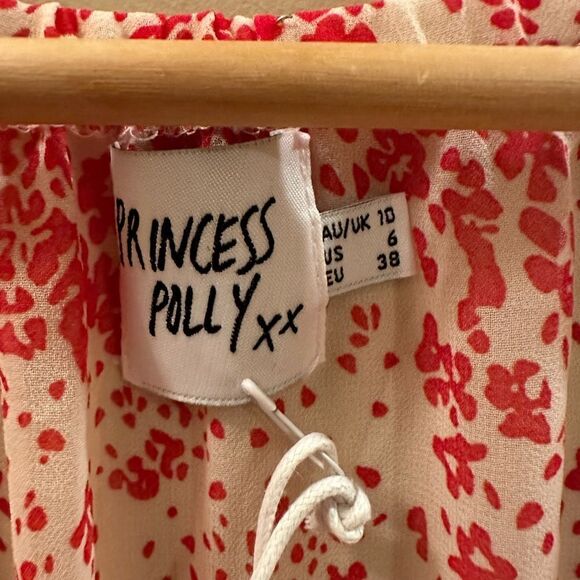 PRINCESS
POLLY xx
AU/UK 10
US 6
EU 38